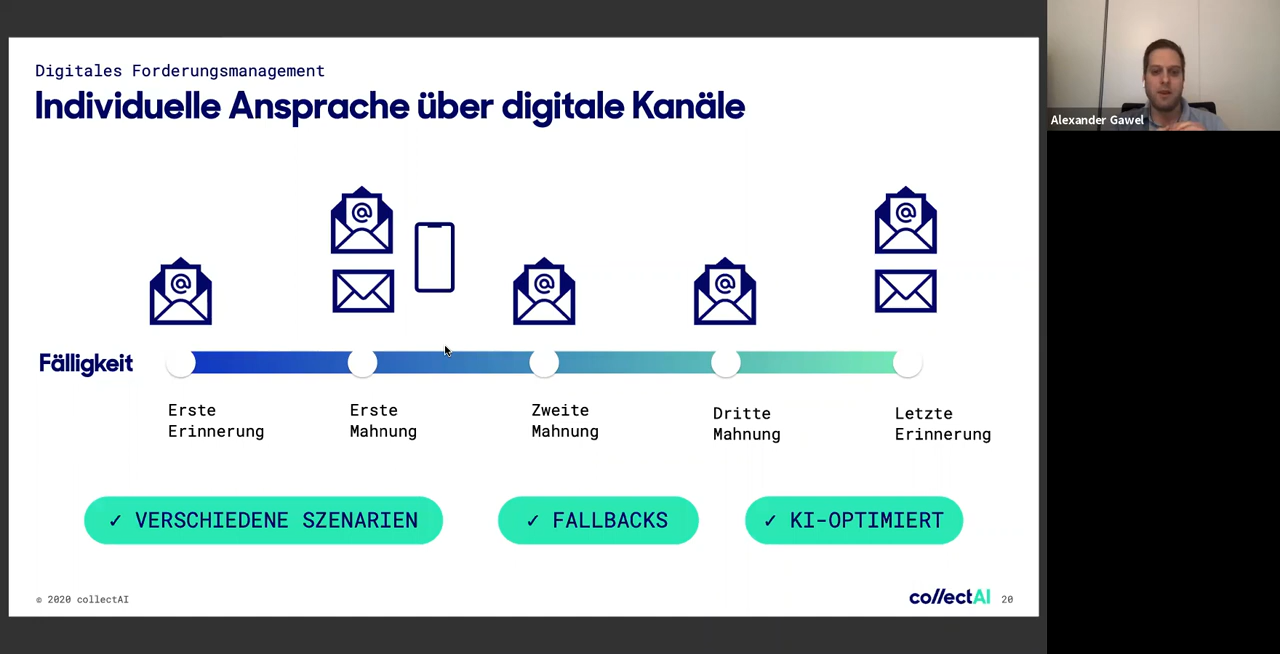 Digitales Forderungsmanagement
Individuelle Ansprache über digitale Kanäle
Alexander Gawel
@
@
@
@
@
Fälligkeit
Erste
Erinnerung
Erste
Mahnung
Zweite
Mahnung
Dritte
Mahnung
Letzte
Erinnerung
✓ VERSCHIEDENE SZENARIEN
✓ FALLBACKS
✓ KI-OPTIMIERT
© 2020 collectAI
collectAI 20